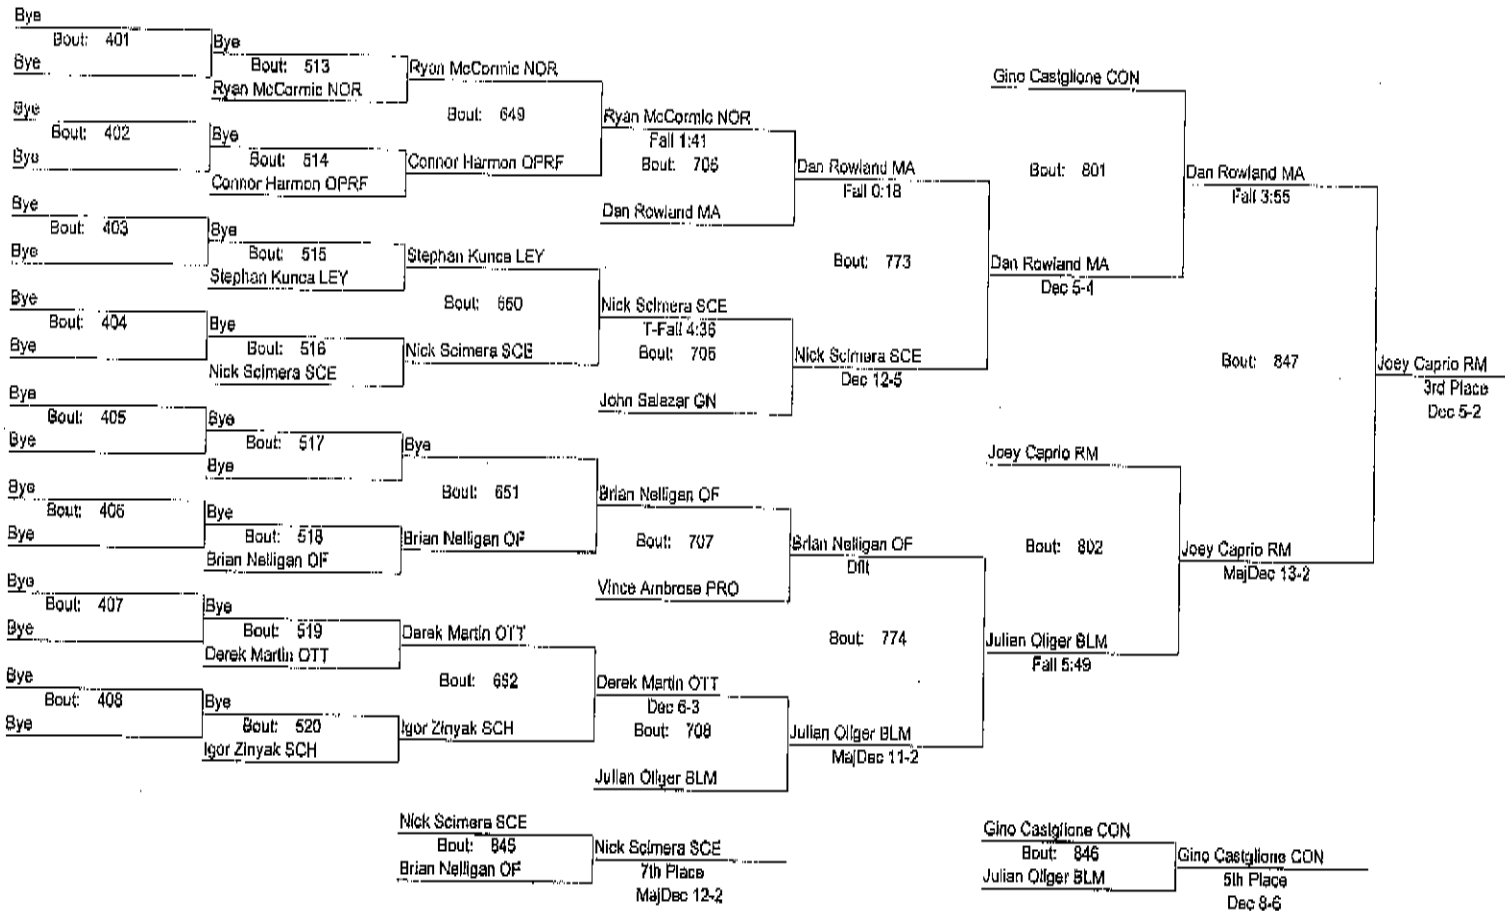 Bye
Bout: 401
Bye
Bye
Bout: 402
Bye
Bye
Bout: 403
Bye
Bye
Bout: 404
Bye
Bye
Bout: 405
Bye
Bye
Bout: 406
Bye
Bye
Bout: 407
Bye
Bye
Bout: 408
Bye
Bye
Bout: 513
Ryan McCormic NOR
Bye
Bout: 514
Connor Harmon OPRF
Bye
Bout: 515
Stephan Kunca LEY
Bye
Bout: 516
Nick Scimera SCE
Bye
Bout: 517
Bye
Bye
Bout: 518
Brian Nelligan OF
Bye
Bout: 519
Derek Martin OTT
Bye
Bout: 520
Igor Zinyak SCH
Ryan McCormic NOR
Bout: 649
Connor Harmon OPRF
Stephan Kunca LEY
Bout: 650
Nick Scimera SCE
Bye
Bout: 651
Brian Nelligan OF
Derek Martin OTT
Bout: 652
Igor Zinyak SCH
Ryan McCormic NOR
Fall 1:41
Bout: 705
Dan Rowland MA
Nick Scimera SCE
T-Fall 4:36
Bout: 706
John Salazar GN
Brian Nelligan OF
Bout: 707
Vince Ambrose PRO
Derek Martin OTT
Dec 6-3
Bout: 708
Julian Oliger BLM
Dan Rowland MA
Fall 0:18
Bout: 773
Nick Scimera SCE
Dec 12-5
Brian Nelligan OF
Dflt
Bout: 774
Julian Oliger BLM
MajDec 11-2
Gino Castglione CON
Bout: 801
Dan Rowland MA
Dec 5-4
Joey Caprio RM
Bout: 802
Julian Oliger BLM
Fall 5:49
Dan Rowland MA
Fall 3:55
Bout: 847
Joey Caprio RM
MajDec 13-2
Joey Caprio RM
3rd Place
Dec 5-2
Nick Scimera SCE
Bout: 845
Brian Nelligan OF
Nick Scimera SCE
7th Place
MajDec 12-2
Gino Castglione CON
Bout: 846
Julian Oliger BLM
Gino Castglione CON
5th Place
Dec 8-6